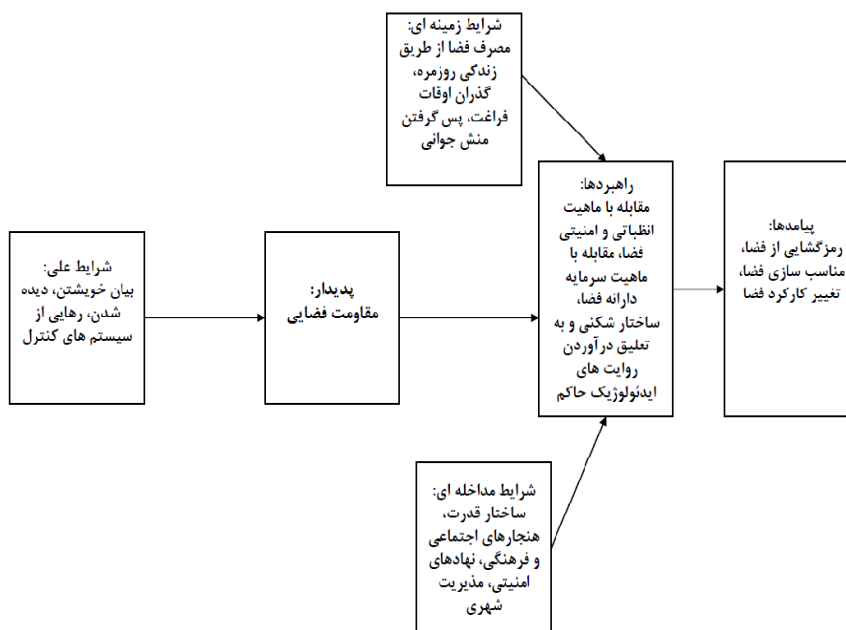 شرایط زمینه ای:
مصرف فضا از طریق
زندگی روزمره،
گذران اوقات
فراغت، پس گرفتن
منش جوانی
شرایط علی:
بیان خویشتن، دیده
شدن، رهایی از
سیستم های کنترل
پدیدار:
مقاومت فضایی
راهبردها:
مقابله با ماهیت
انظباتی و امنیتی
فضا، مقابله با
ماهیت سرمایه
دارانه فضا،
ساختار شکنی و به
تعلیق درآوردن
روایت های
ایدئولوژیک حاکم
پیامدها:
رمزگشایی از فضا،
مناسب سازی فضا،
تغییر کارکرد فضا
شرایط مداخله ای:
ساختار قدرت،
هنجارهای اجتماعی
و فرهنگی، نهادهای
امنیتی، مدیریت
شهری